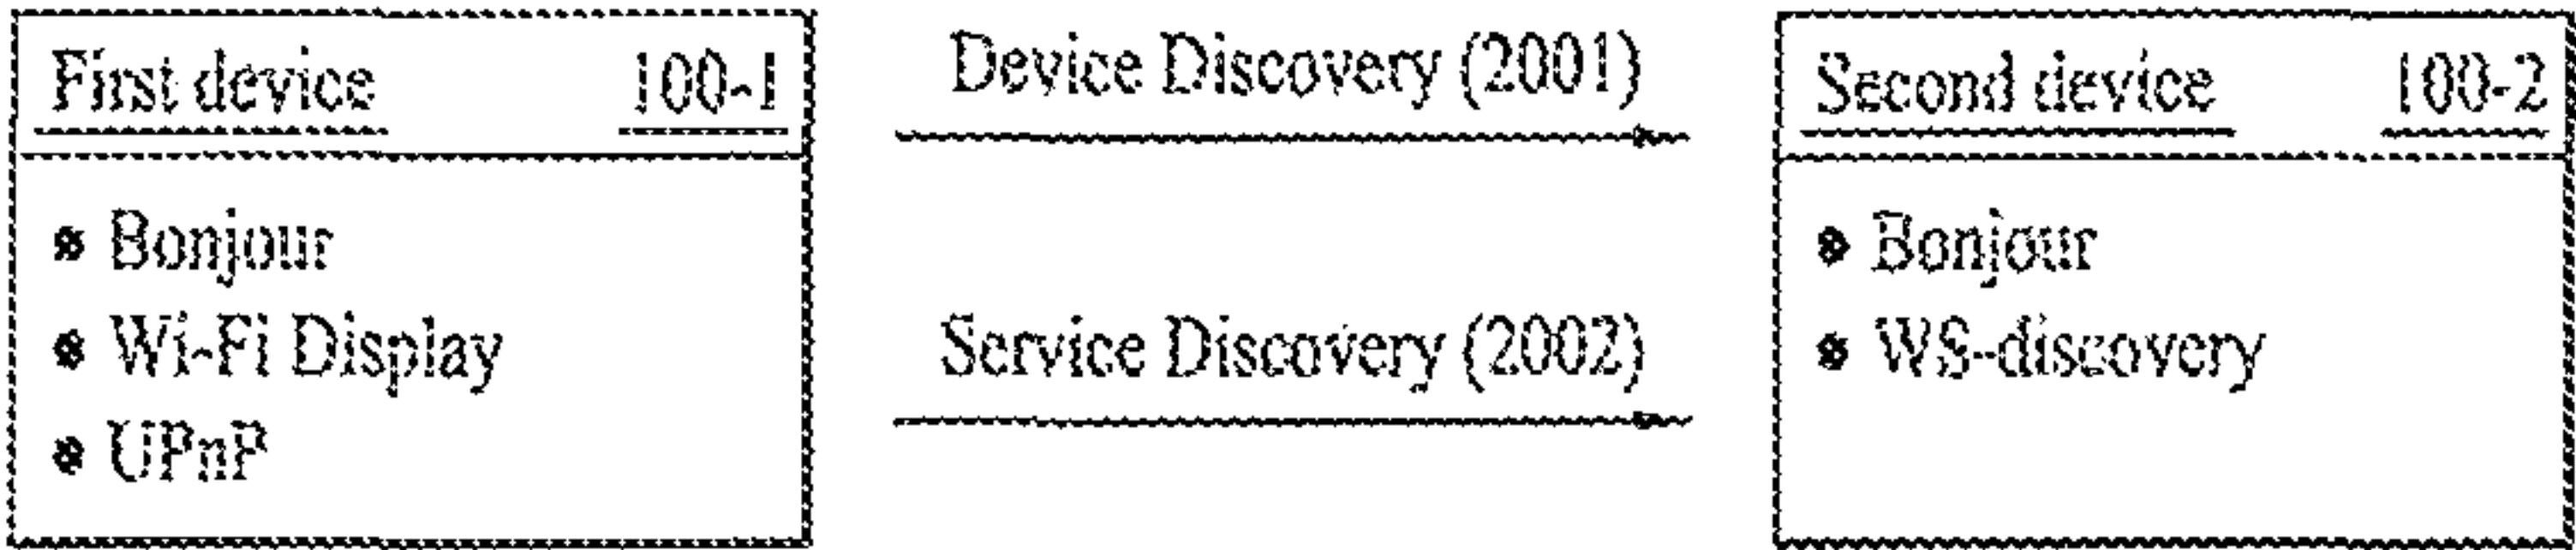 First device 100-1
Bonjour
Wi-Fi Display
UPnP
Device Discovery (2001)
Service Discovery (2002)
Second device 100-2
Bonjour
WS-discovery